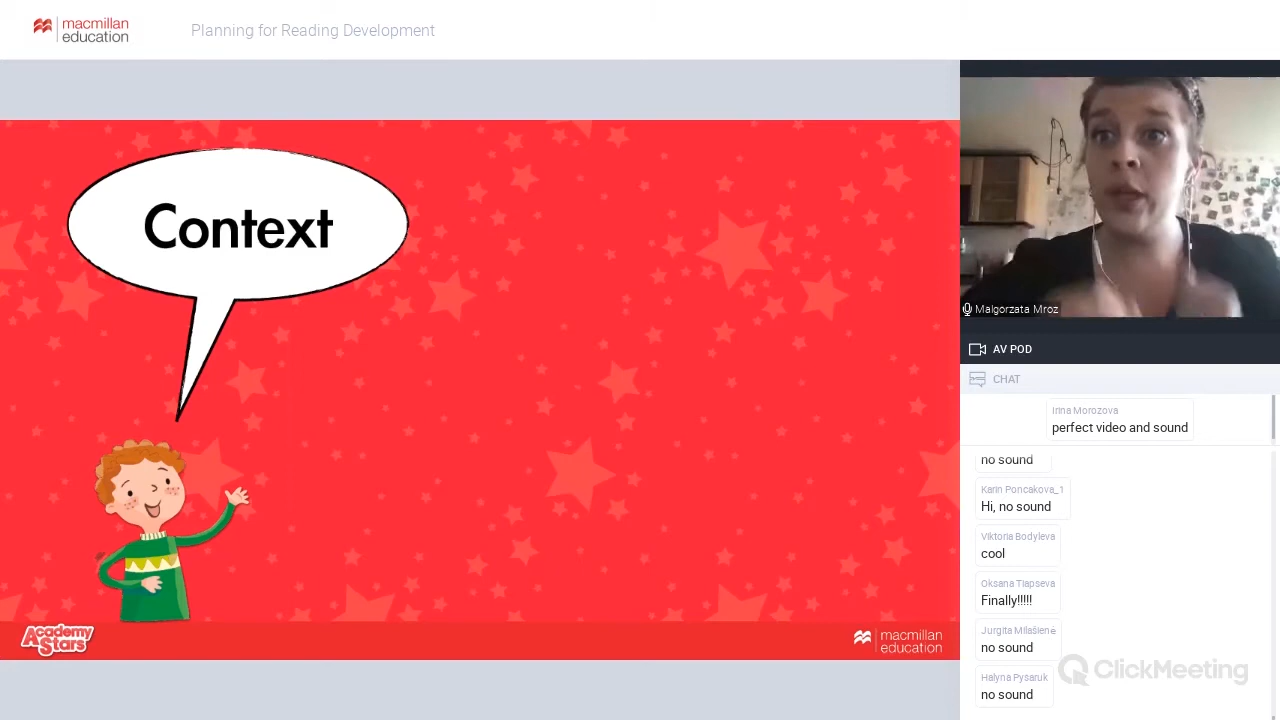 macmillan
education
Planning for Reading Development
Context
Academy
Stars
macmillan
education
Malgorzata Mroz
AV POD
CHAT
Irina Morozova
perfect video and sound
no sound
Karin Poncakova_1
Hi, no sound
Viktoria Bodyleva
cool
Oksana Tlapseva
Finally!!!!!
Jurgita Milašienė
no sound
Halyna Pysaruk
no sound
ClickMeeting